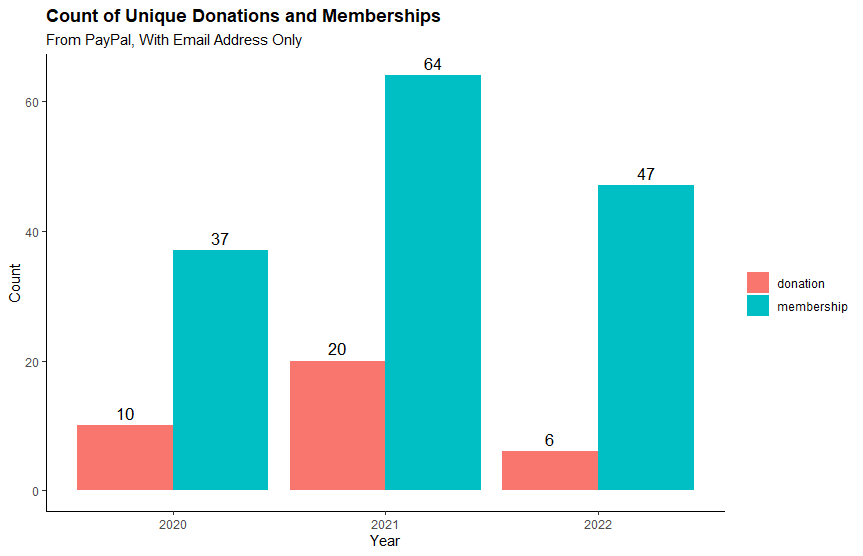 Count of Unique Donations and Memberships
From PayPal, With Email Address Only
64
60
47
40
37
Count
donation
membership
20
20
10
6
0
2020
2021
2022
Year